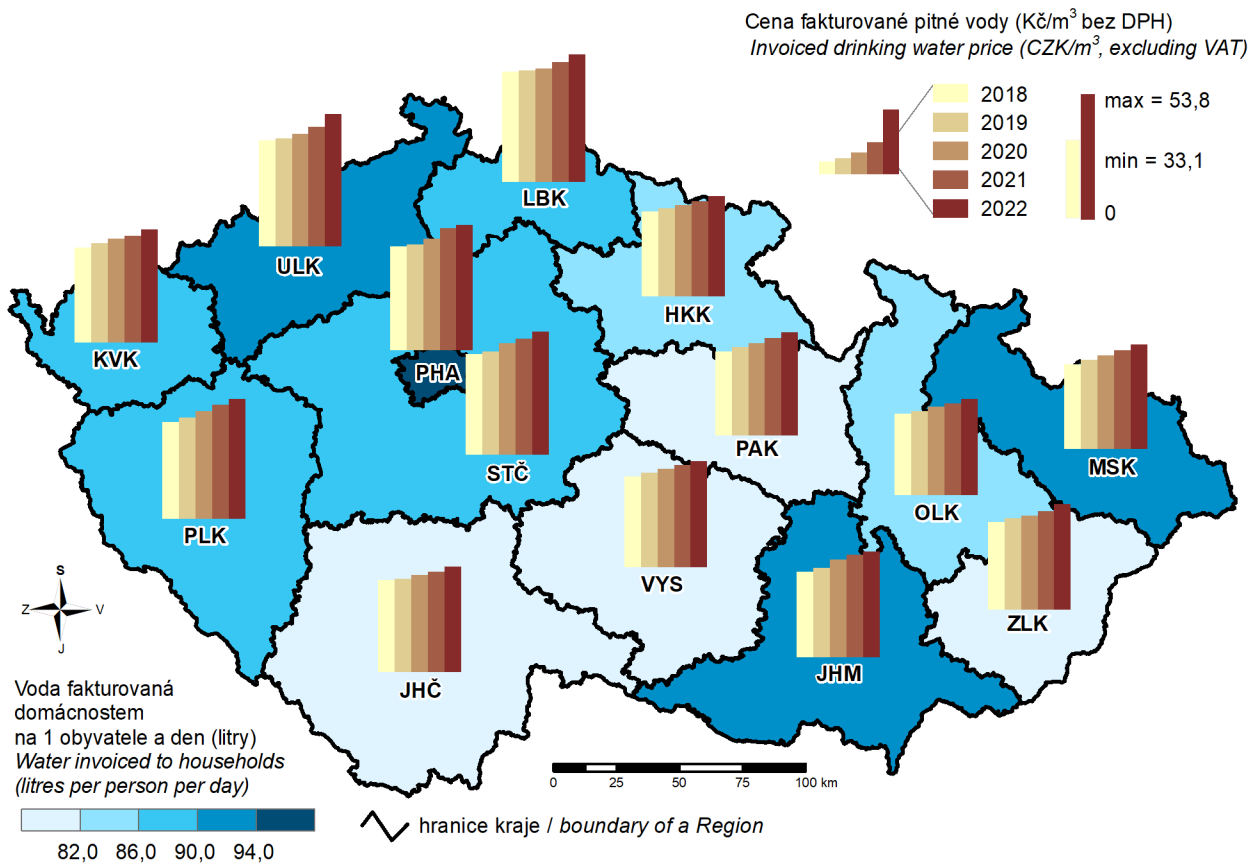 Cena fakturované pitné vody (Kč/m³ bez DPH)
Invoiced drinking water price (CZK/m³, excluding VAT)
2018
2019
2020
2021
2022
max = 53,8
min = 33,1
0
LBK
ULK
HKK
KVK
PHA
STČ
PAK
MSK
OLK
PLK
VYS
ZLK
JHČ
JHM
S
Z
V
J
Voda fakturovaná
domácnostem
na 1 obyvatele a den (litry)
Water invoiced to households
(litres per person per day)
82,0 86,0 90,0 94,0
hranice kraje / boundary of a Region
0 25 50 75 100 km